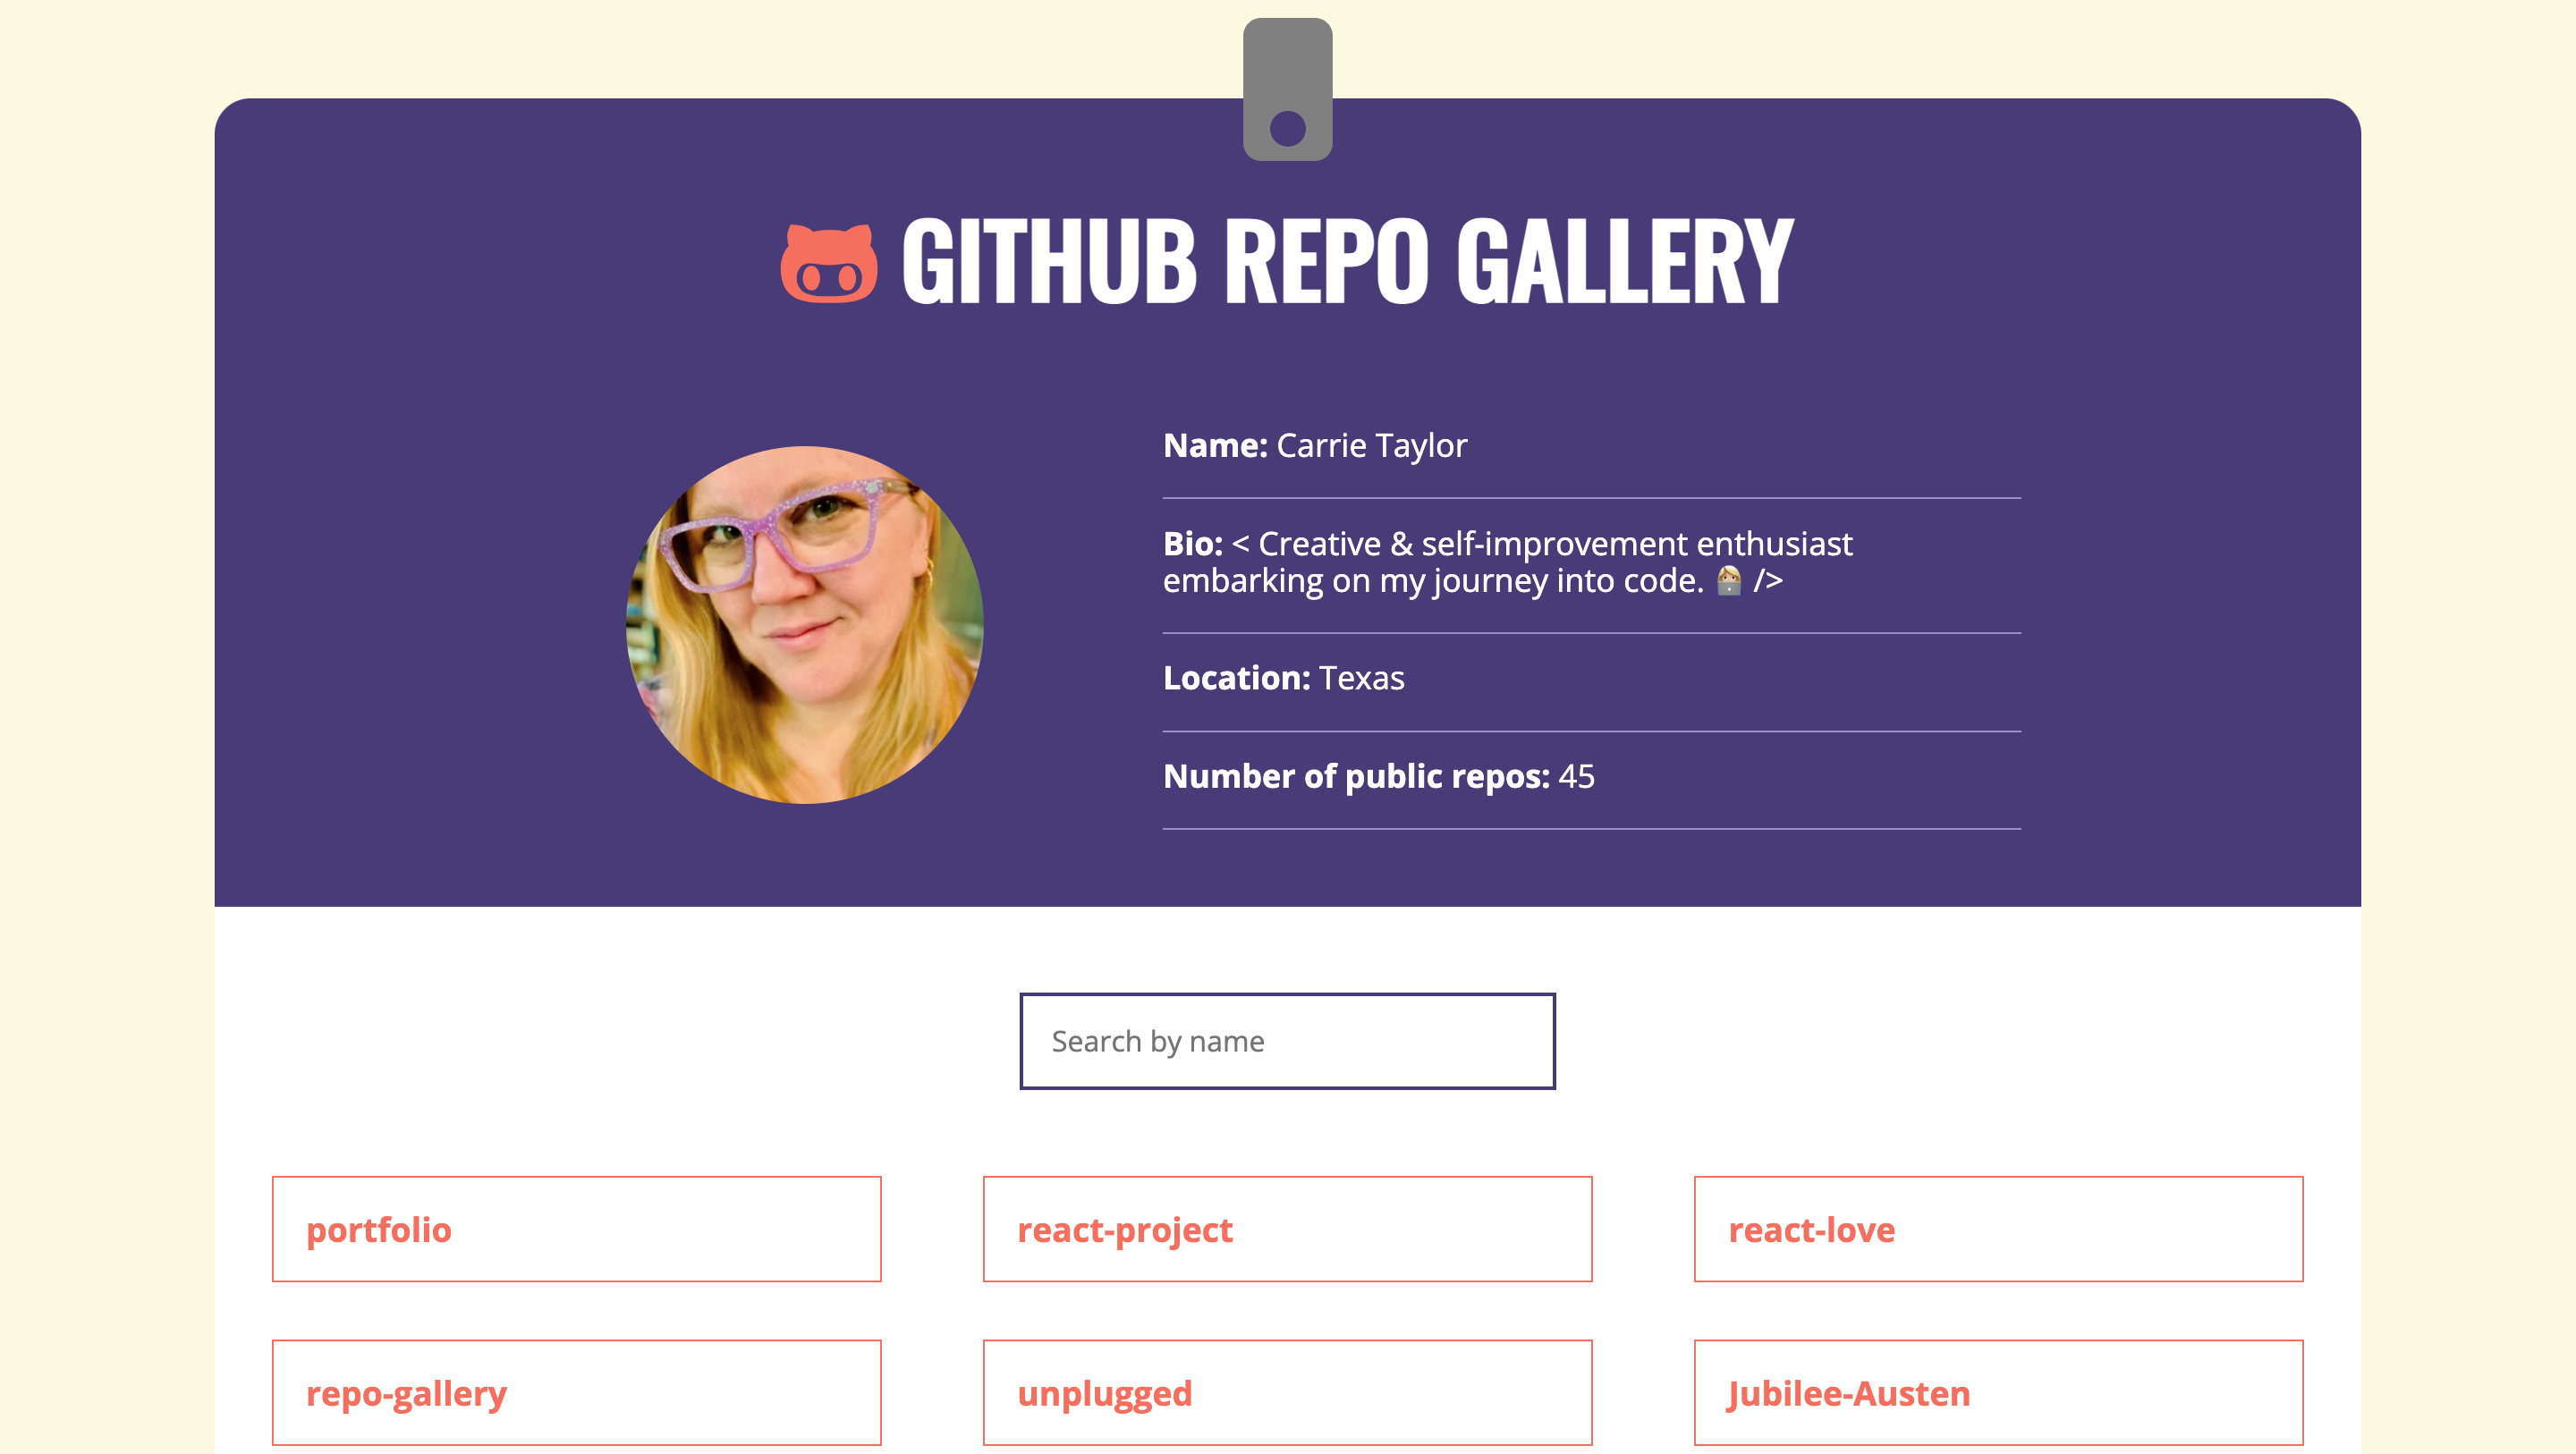 GITHUB REPO GALLERY
Name: Carrie Taylor
Bio: < Creative & self-improvement enthusiast
embarking on my journey into code. 👩🏼‍💻 />
Location: Texas
Number of public repos: 45
Search by name
portfolio
react-project
react-love
repo-gallery
unplugged
Jubilee-Austen